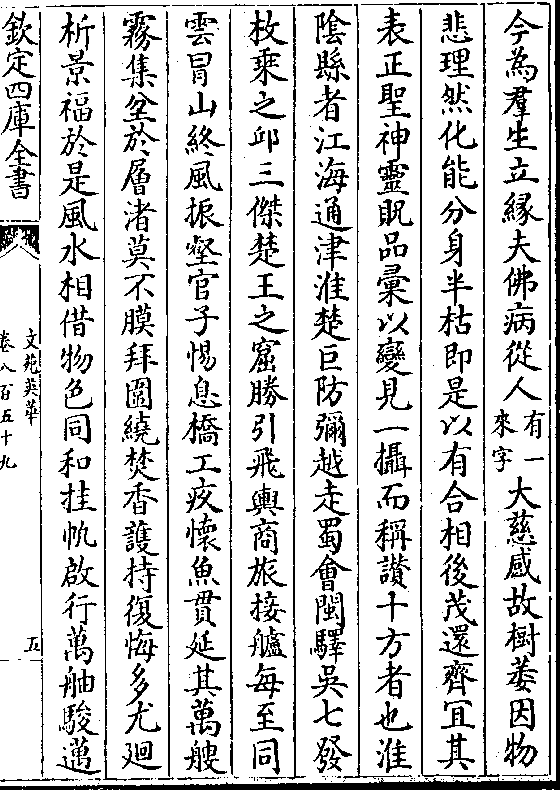 今為羣生立緣夫佛病從人有一來字大慈感故樹萎因物
悲理然化能分身半枯即是以有合相後茂還齊冝其
表正聖神靈貺品彚以變見一攝而稱讃十方者也淮
隂縣者江海通津淮楚巨防彌越走蜀會閩驛吳七發
枚乘之邱三傑楚王之窟勝引飛輿商旅接艫每至同
雲冐山終風振壑官子惕息橋工疚懷魚貫延其萬艘
霧集坌於層渚莫不膜拜圍繞焚香護持復悔多尤廻
析景福於是風水相借物色同和挂帆啟行萬舳駿邁
欽定四庫全書
文苑英華
卷八百五十九
五